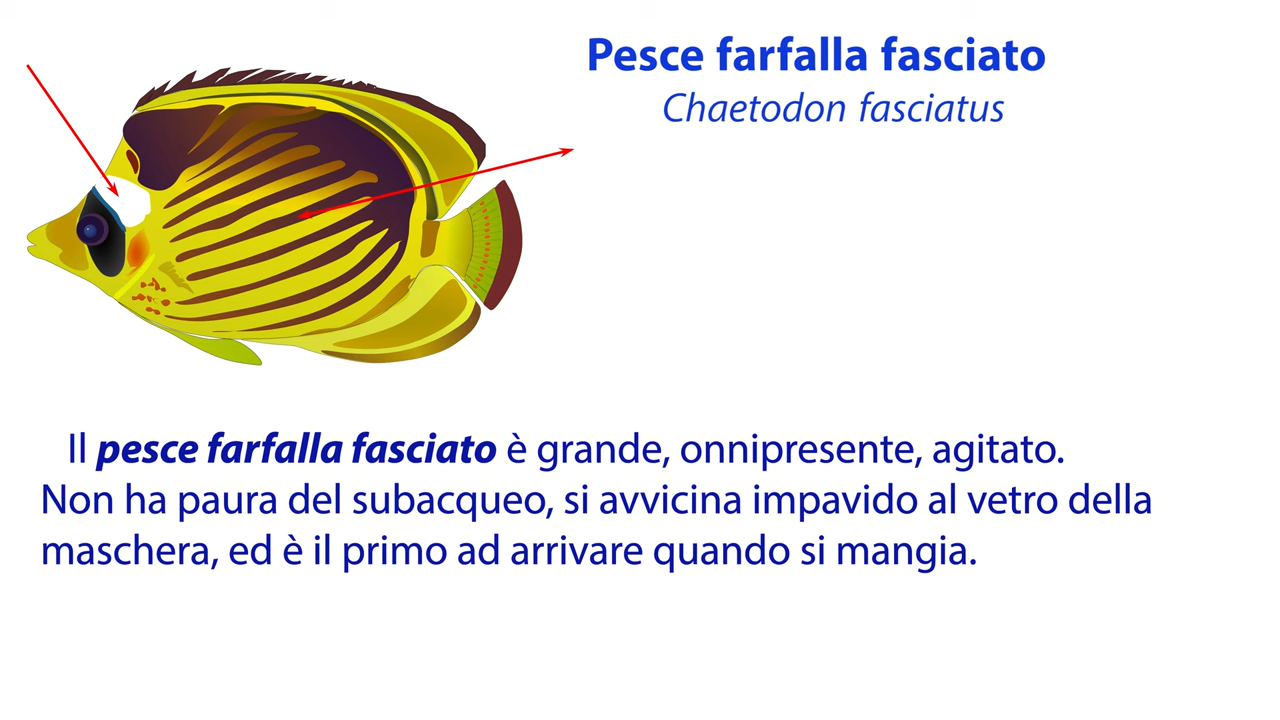 Pesce farfalla fasciato
Chaetodon fasciatus
Il pesce farfalla fasciato è grande, onnipresente, agitato.
Non ha paura del subacqueo, si avvicina impavido al vetro della
maschera, ed è il primo ad arrivare quando si mangia.